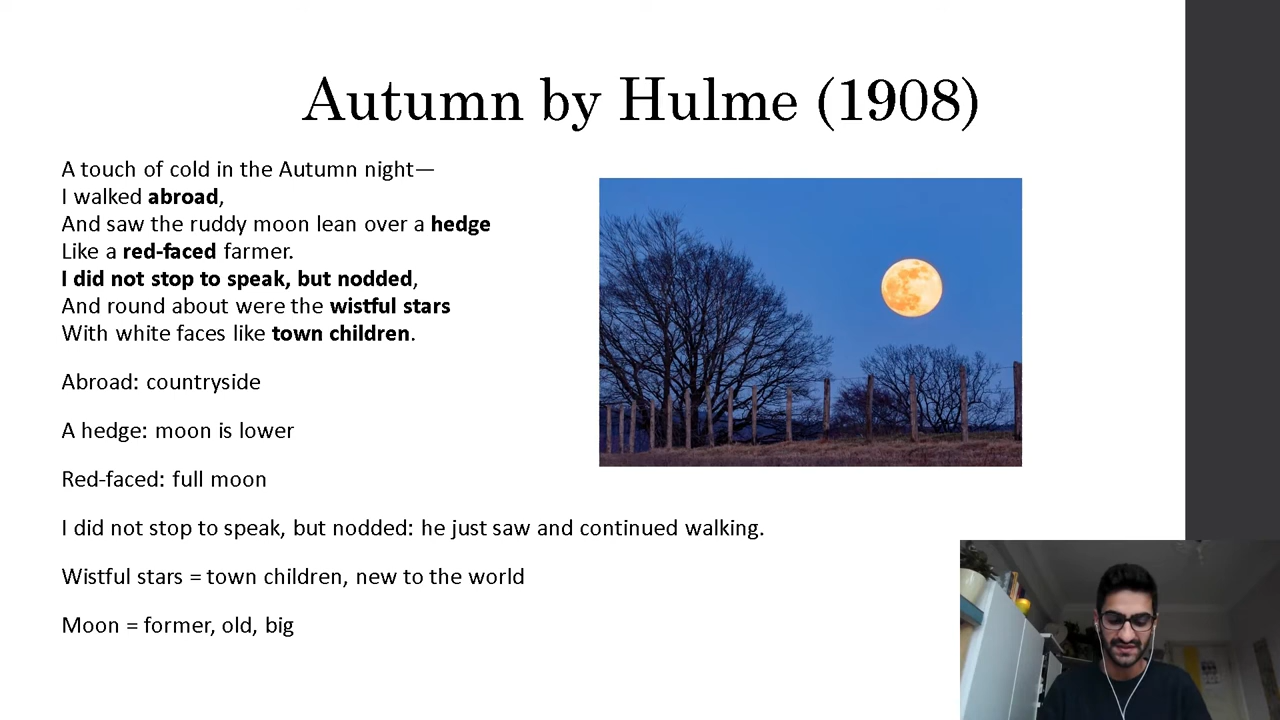 Autumn by Hulme (1908)
A touch of cold in the Autumn night—
I walked abroad,
And saw the ruddy moon lean over a hedge
Like a red-faced farmer.
I did not stop to speak, but nodded,
And round about were the wistful stars
With white faces like town children.
Abroad: countryside
A hedge: moon is lower
Red-faced: full moon
I did not stop to speak, but nodded: he just saw and continued walking.
Wistful stars = town children, new to the world
Moon = former, old, big